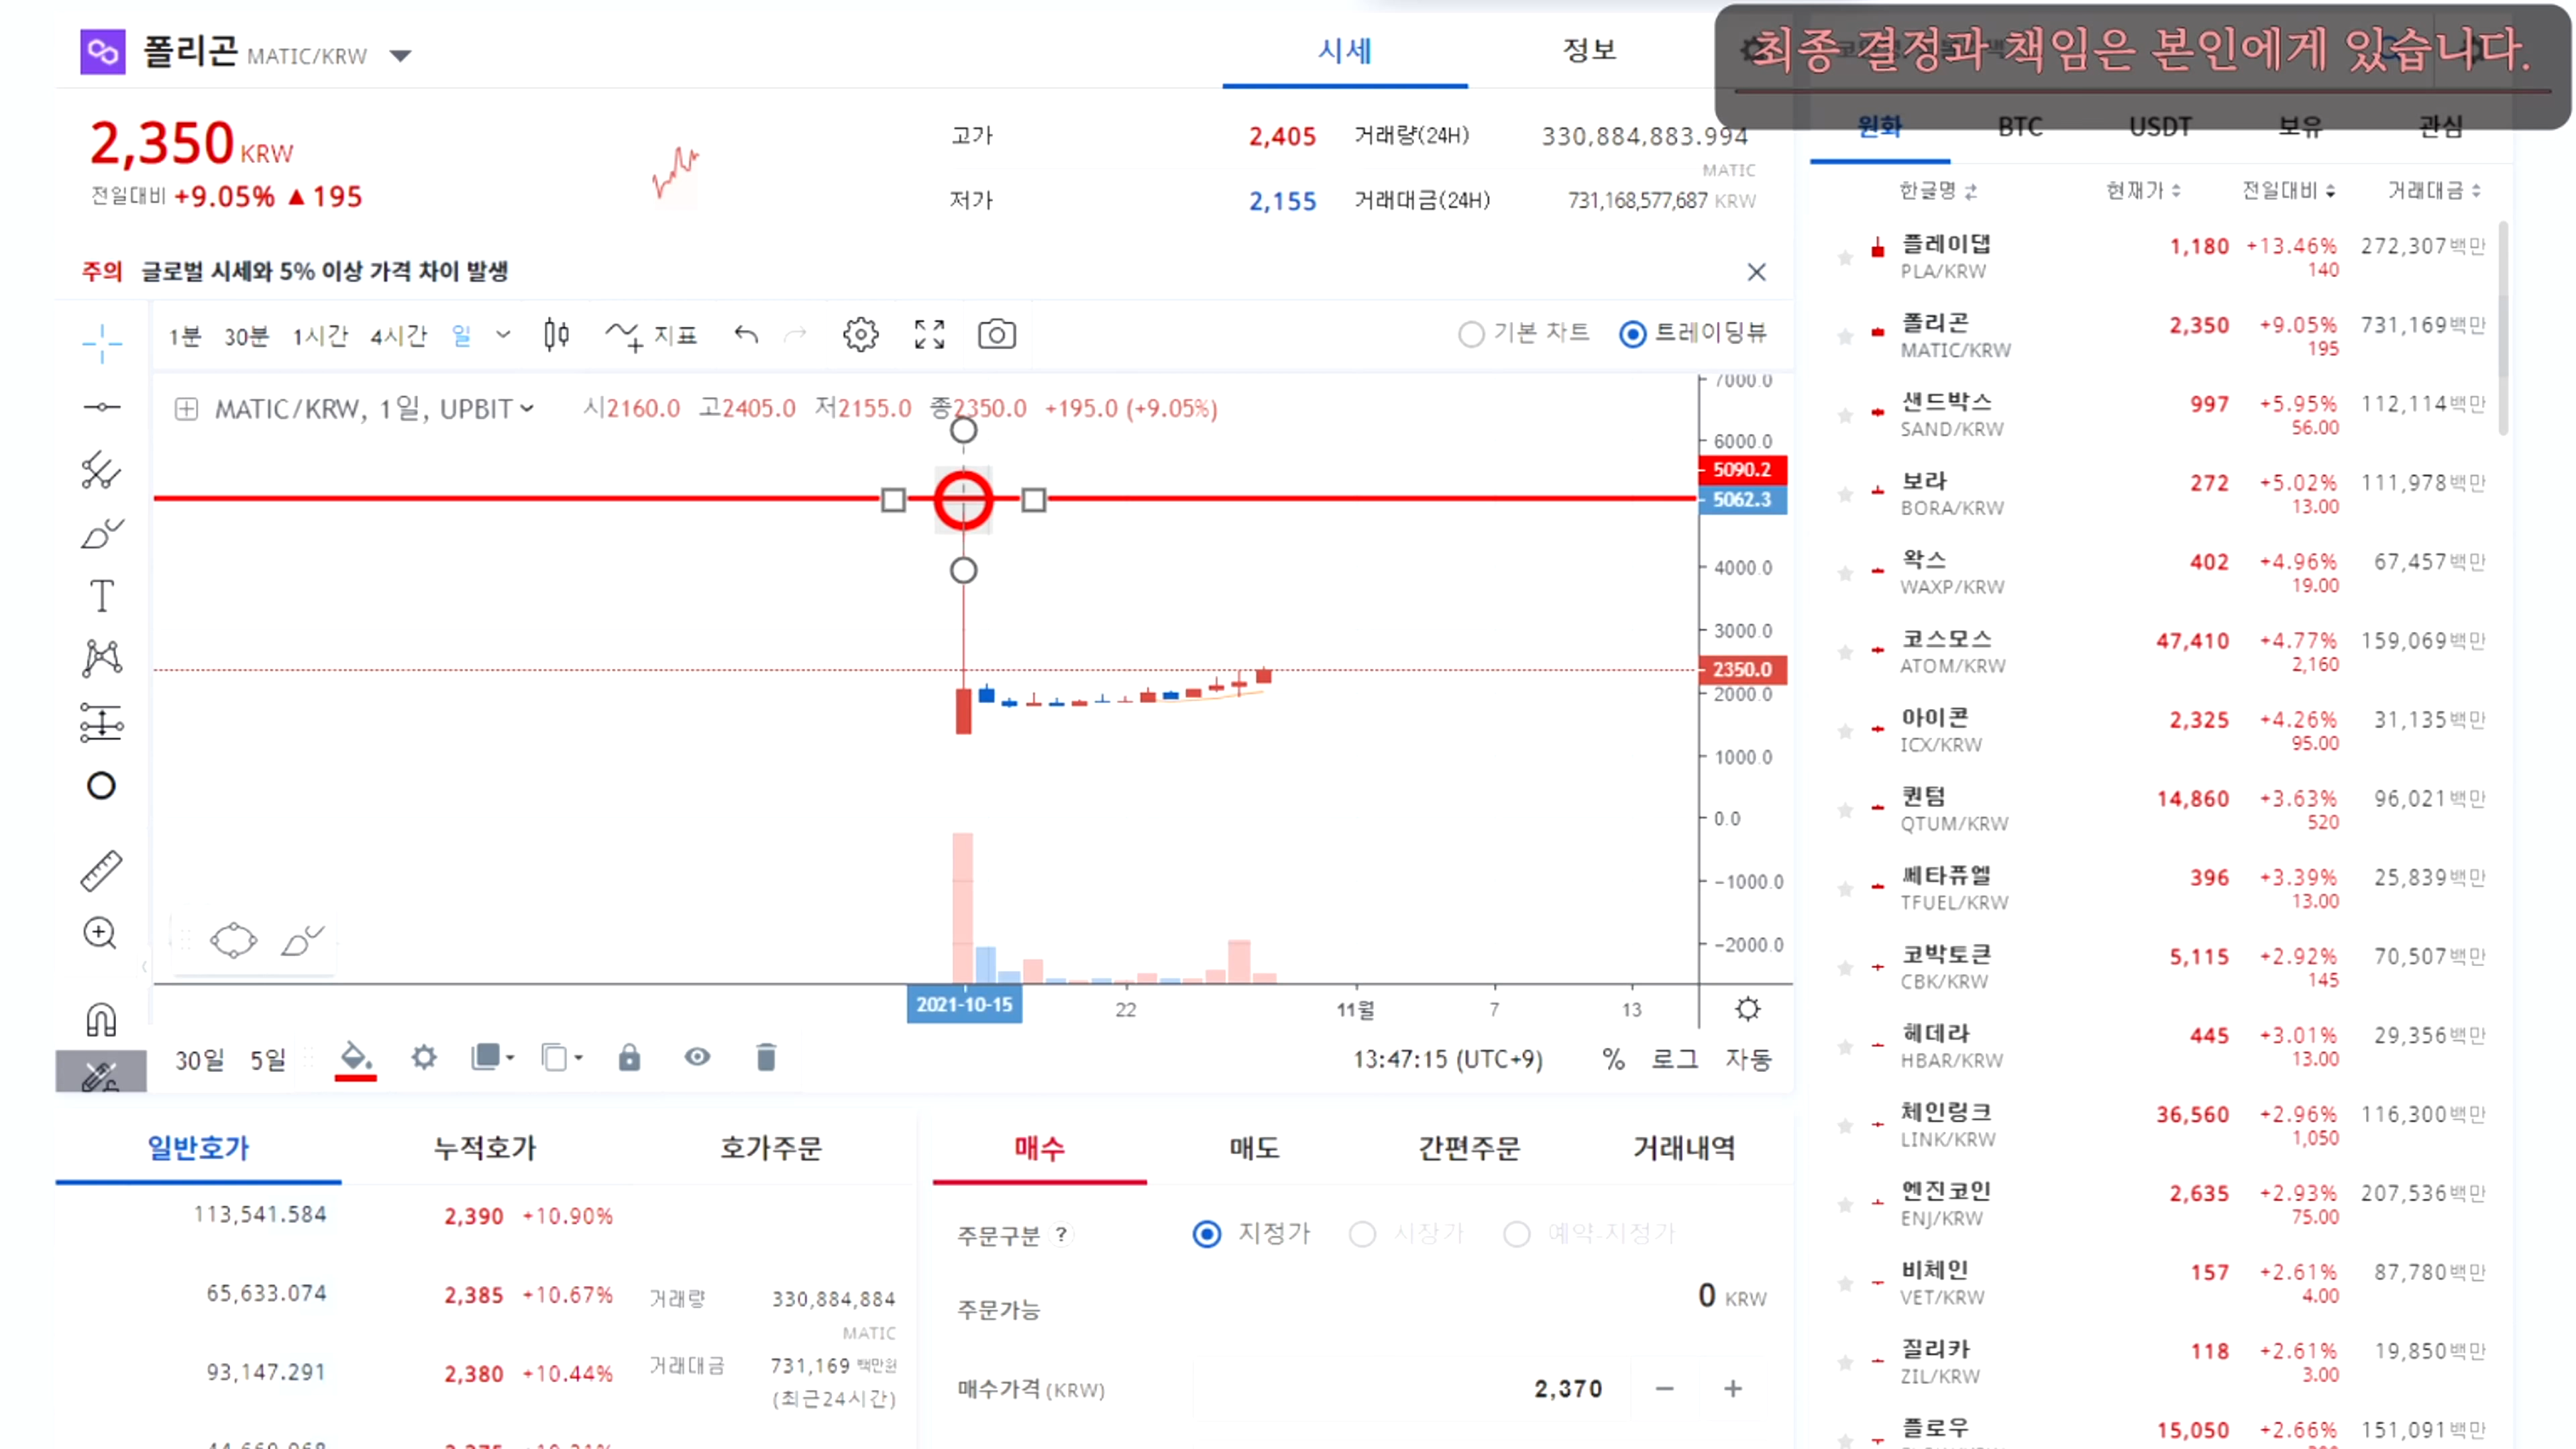 폴리곤 MATIC/KRW
시세 정보
최종 결정과 책임은 본인에게 있습니다.
2,350 KRW
전일대비 +9.05% ▲ 195
고가 2,405 거래량(24H) 330,884,883.994
MATIC
저가 2,155 거래대금(24H) 731,168,577,687 KRW
주의 글로벌 시세와 5% 이상 가격 차이 발생
1분 30분 1시간 4시간 일 지표 기본 차트 트레이딩뷰
MATIC/KRW, 1일, UPBIT 시2160.0 고2405.0 저2155.0 종2350.0 +195.0 (+9.05%)
7000.0
6000.0
5090.2
5062.3
4000.0
3000.0
2350.0
2000.0
1000.0
0.0
-1000.0
-2000.0
2021-10-15 22 11월 7 13
30일 5일 13:47:15 (UTC+9) % 로그 자동
일반호가 누적호가 호가주문
113,541.584 2,390 +10.90%
65,633.074 2,385 +10.67%
93,147.291 2,380 +10.44%
거래량 330,884,884
MATIC
거래대금 731,169 백만원
(최근24시간)
매수 매도 간편주문 거래내역
주문구분 ? 지정가 시장가 예약-지정가
주문가능 0 KRW
매수가격 (KRW) 2,370 − +
원화 BTC USDT 보유 관심
한글명 현재가 전일대비 거래대금
플레이댑 1,180 +13.46% 272,307백만
PLA/KRW 140
폴리곤 2,350 +9.05% 731,169백만
MATIC/KRW 195
샌드박스 997 +5.95% 112,114백만
SAND/KRW 56.00
보라 272 +5.02% 111,978백만
BORA/KRW 13.00
왁스 402 +4.96% 67,457백만
WAXP/KRW 19.00
코스모스 47,410 +4.77% 159,069백만
ATOM/KRW 2,160
아이콘 2,325 +4.26% 31,135백만
ICX/KRW 95.00
퀀텀 14,860 +3.63% 96,021백만
QTUM/KRW 520
쎄타퓨엘 396 +3.39% 25,839백만
TFUEL/KRW 13.00
코박토큰 5,115 +2.92% 70,507백만
CBK/KRW 145
헤데라 445 +3.01% 29,356백만
HBAR/KRW 13.00
체인링크 36,560 +2.96% 116,300백만
LINK/KRW 1,050
엔진코인 2,635 +2.93% 207,536백만
ENJ/KRW 75.00
비체인 157 +2.61% 87,780백만
VET/KRW 4.00
질리카 118 +2.61% 19,850백만
ZIL/KRW 3.00
플로우 15,050 +2.66% 151,091백만